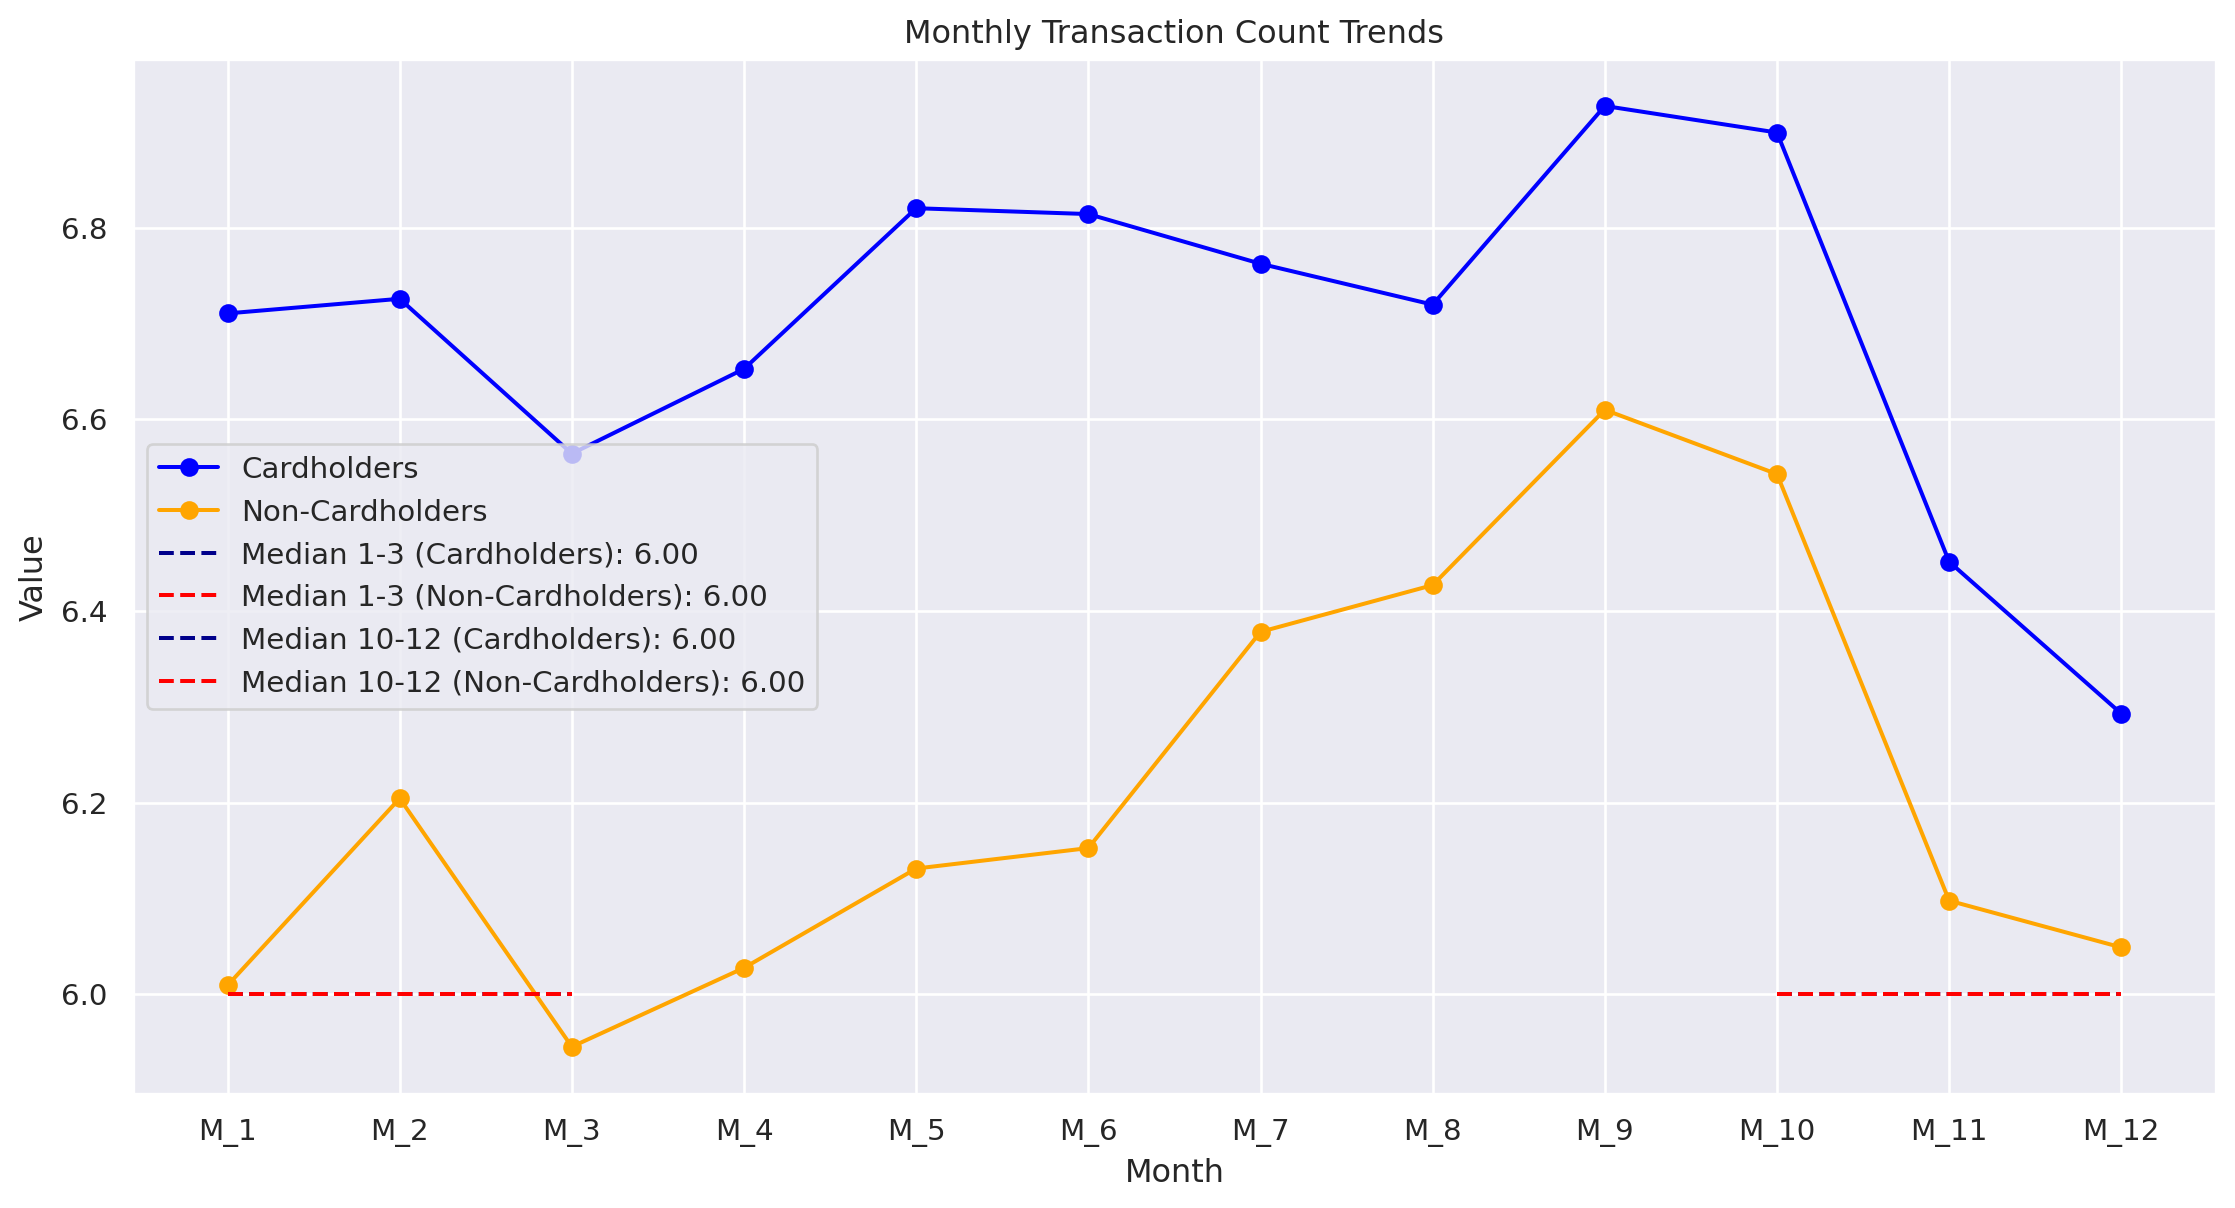 Monthly Transaction Count Trends
Value
6.8
6.6
6.4
6.2
6.0
Cardholders
Non-Cardholders
Median 1-3 (Cardholders): 6.00
Median 1-3 (Non-Cardholders): 6.00
Median 10-12 (Cardholders): 6.00
Median 10-12 (Non-Cardholders): 6.00
M_1 M_2 M_3 M_4 M_5 M_6 M_7 M_8 M_9 M_10 M_11 M_12
Month